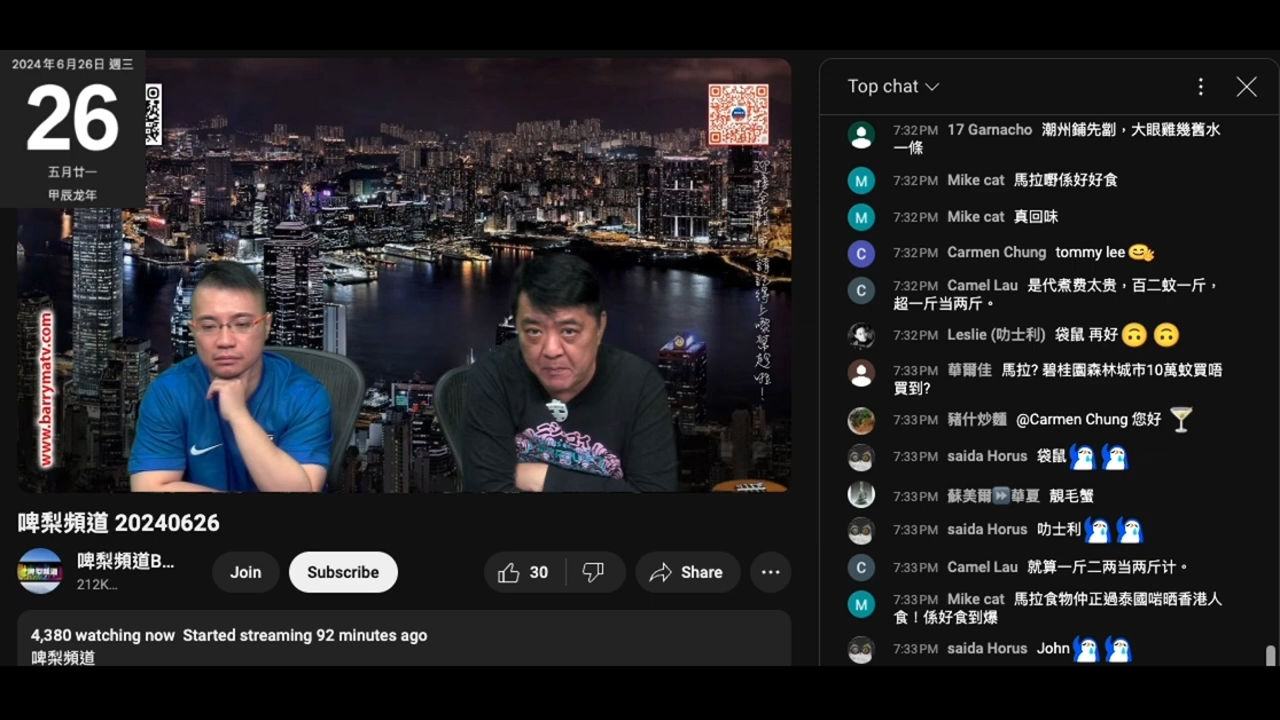 2024年6月26日 週三
26
五月廿一
甲辰龙年
www.barrymatv.com
啤梨頻道 20240626
啤梨頻道B...
212K...
Join
Subscribe
30
Share
4,380 watching now Started streaming 92 minutes ago
啤梨頻道
Top chat
7:32 PM 17 Garnacho 潮州鋪先劏，大眼雞幾舊水
一條
7:32 PM Mike cat 馬拉嘢係好好食
7:32 PM Mike cat 真回味
7:32 PM Carmen Chung tommy lee
7:32 PM Camel Lau 是代煮费太贵，百二蚊一斤，
超一斤当两斤。
7:32 PM Leslie (叻士利) 袋鼠 再好
7:33 PM 華爾佳 馬拉? 碧桂園森林城市10萬蚊買唔
買到?
7:33 PM 豬什炒麵 @Carmen Chung 您好
7:33 PM saida Horus 袋鼠
7:33 PM 蘇美爾⏩華夏 靚毛蟹
7:33 PM saida Horus 叻士利
7:33 PM Camel Lau 就算一斤二两当两斤计。
7:33 PM Mike cat 馬拉食物仲正過泰國啱晒香港人
食！係好食到爆
7:33 PM saida Horus John